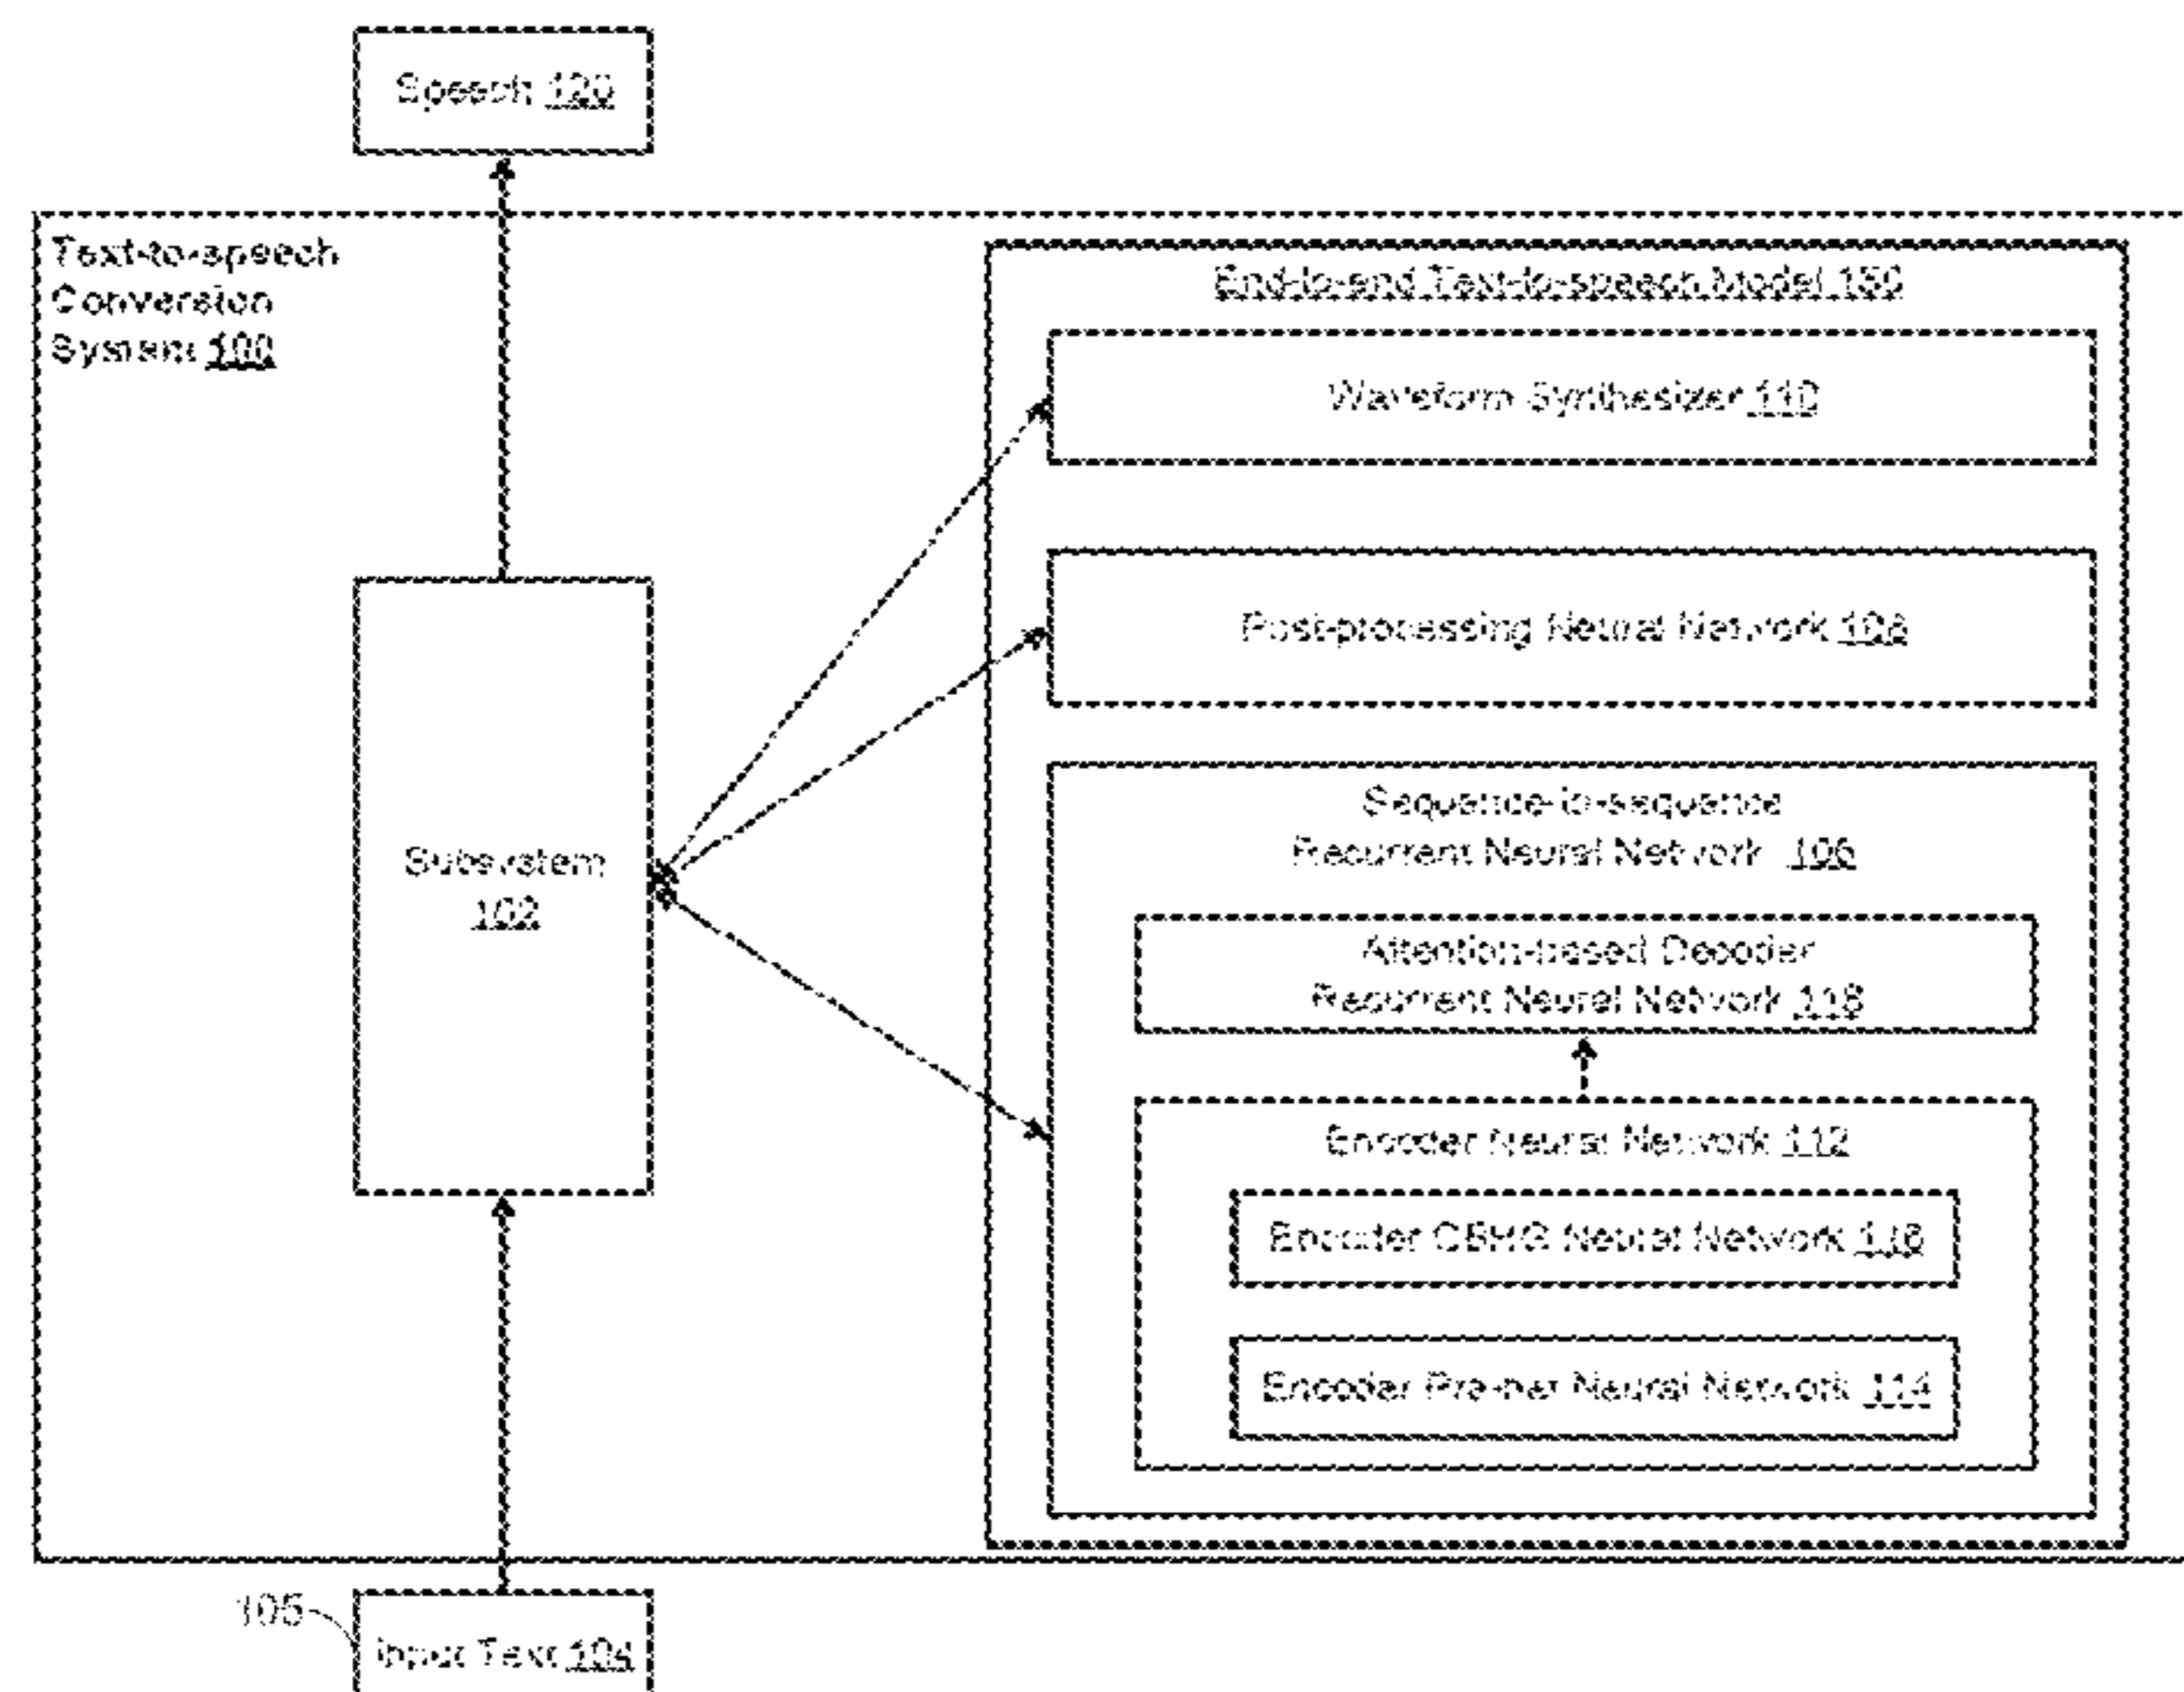 Speech 120
Text-to-speech
Conversion
System 100
End-to-end Text-to-speech Model 150
Waveform Synthesizer 110
Post-processing Neural Network 108
Subsystem
102
Sequence-to-sequence
Recurrent Neural Network 106
Attention-based Decoder
Recurrent Neural Network 118
Encoder Neural Network 112
Encoder CBHG Neural Network 116
Encoder Pre-net Neural Network 114
105
Input Text 104